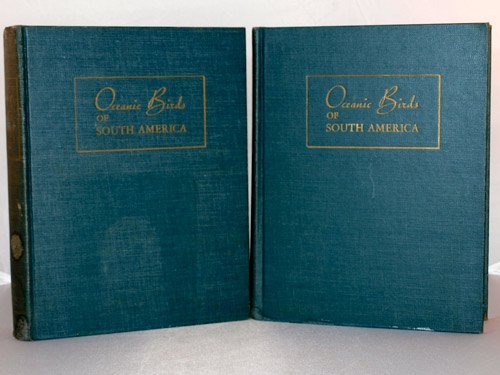 Oceanic Birds
OF
SOUTH AMERICA
Oceanic Birds
OF
SOUTH AMERICA